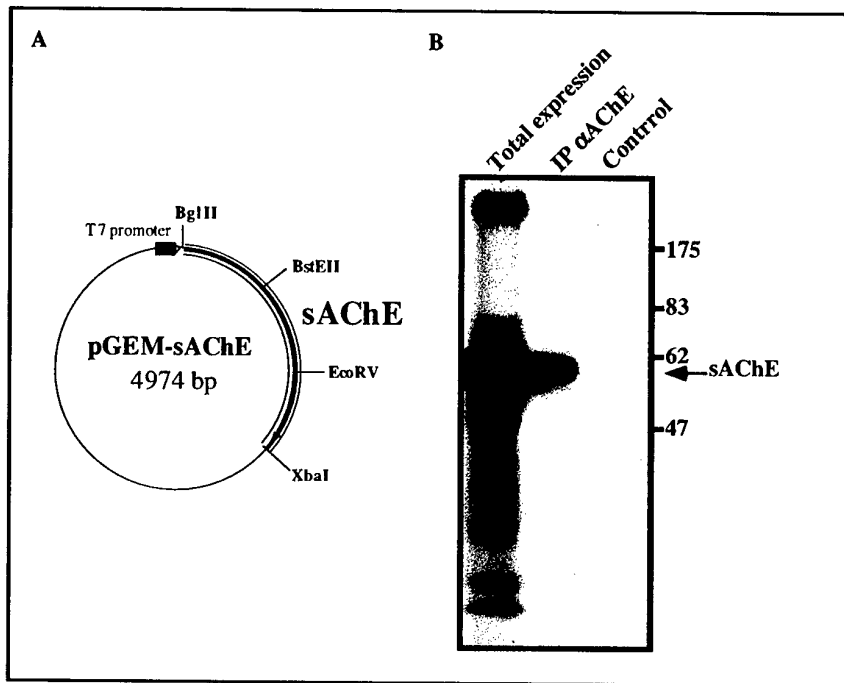 A
B
Total expression
IP αAChE
Contrrol
BglII
T7 promoter
BstEII
sAChE
pGEM-sAChE
4974 bp
EcoRV
XbaI
175
83
62
sAChE
47